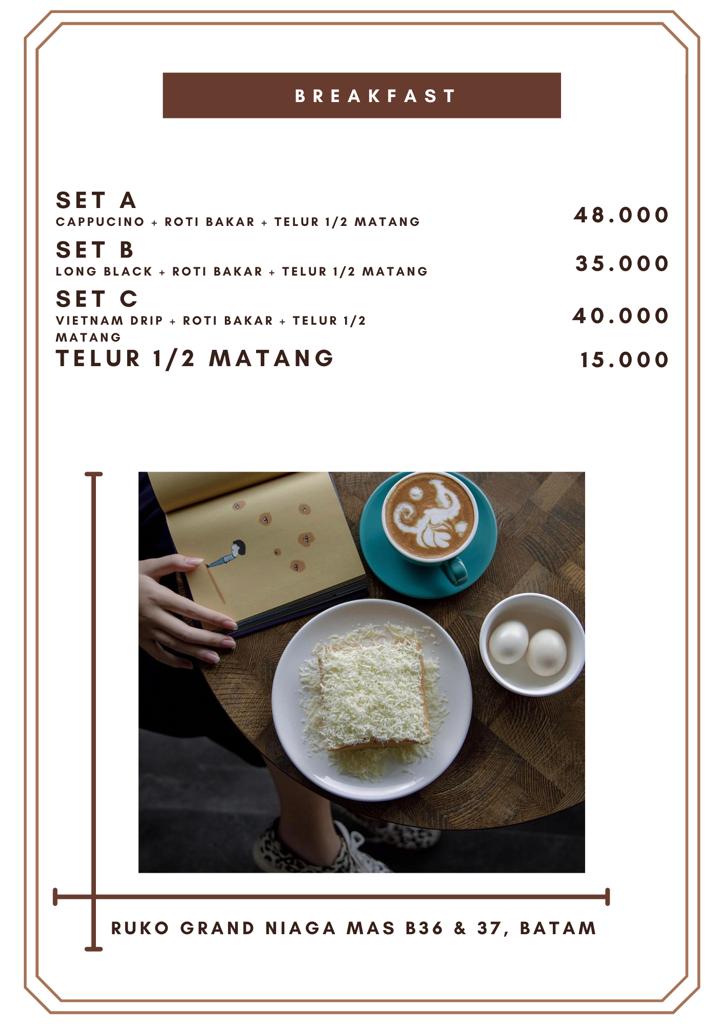 BREAKFAST
SET A
CAPPUCINO + ROTI BAKAR + TELUR 1/2 MATANG
48.000
SET B
LONG BLACK + ROTI BAKAR + TELUR 1/2 MATANG
35.000
SET C
VIETNAM DRIP + ROTI BAKAR + TELUR 1/2
MATANG
40.000
TELUR 1/2 MATANG
15.000
RUKO GRAND NIAGA MAS B36 & 37, BATAM